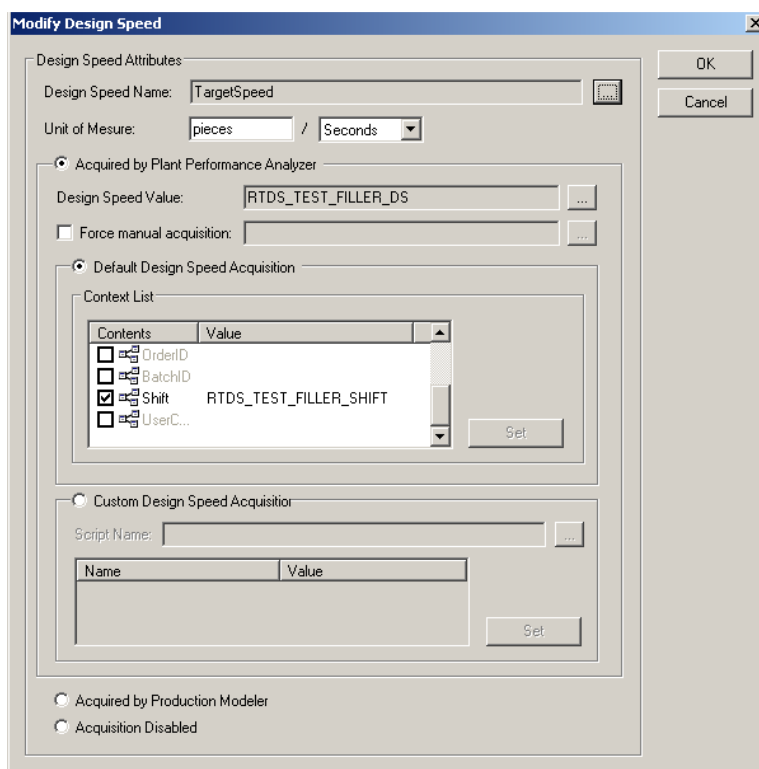 Modify Design Speed
Design Speed Attributes
OK
Design Speed Name: TargetSpeed ...
Cancel
Unit of Mesure: pieces / Seconds
Acquired by Plant Performance Analyzer
Design Speed Value: RTDS_TEST_FILLER_DS ...
Force manual acquisition: ...
Default Design Speed Acquisition
Context List
Contents Value
OrderID
BatchID
Shift RTDS_TEST_FILLER_SHIFT
UserC...
Set
Custom Design Speed Acquisition
Script Name: ...
Name Value
Set
Acquired by Production Modeler
Acquisition Disabled